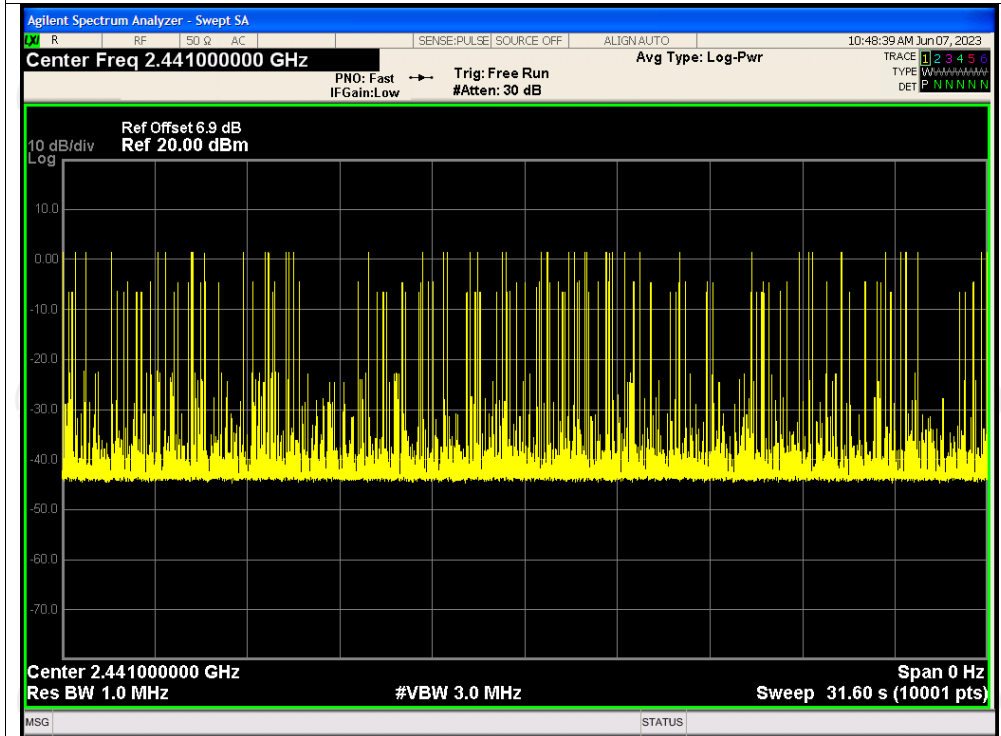 Agilent Spectrum Analyzer - Swept SA
LXI R RF 50 Ω AC SENSE:PULSE SOURCE OFF ALIGN AUTO 10:48:39 AM Jun 07, 2023
Center Freq 2.441000000 GHz Avg Type: Log-Pwr TRACE 1 2 3 4 5 6
PNO: Fast Trig: Free Run TYPE WWWWWW
IFGain:Low #Atten: 30 dB DET P N N N N N
Ref Offset 6.9 dB
10 dB/div Ref 20.00 dBm
Log
10.0
0.00
-10.0
-20.0
-30.0
-40.0
-50.0
-60.0
-70.0
Center 2.441000000 GHz Span 0 Hz
Res BW 1.0 MHz #VBW 3.0 MHz Sweep 31.60 s (10001 pts)
MSG STATUS